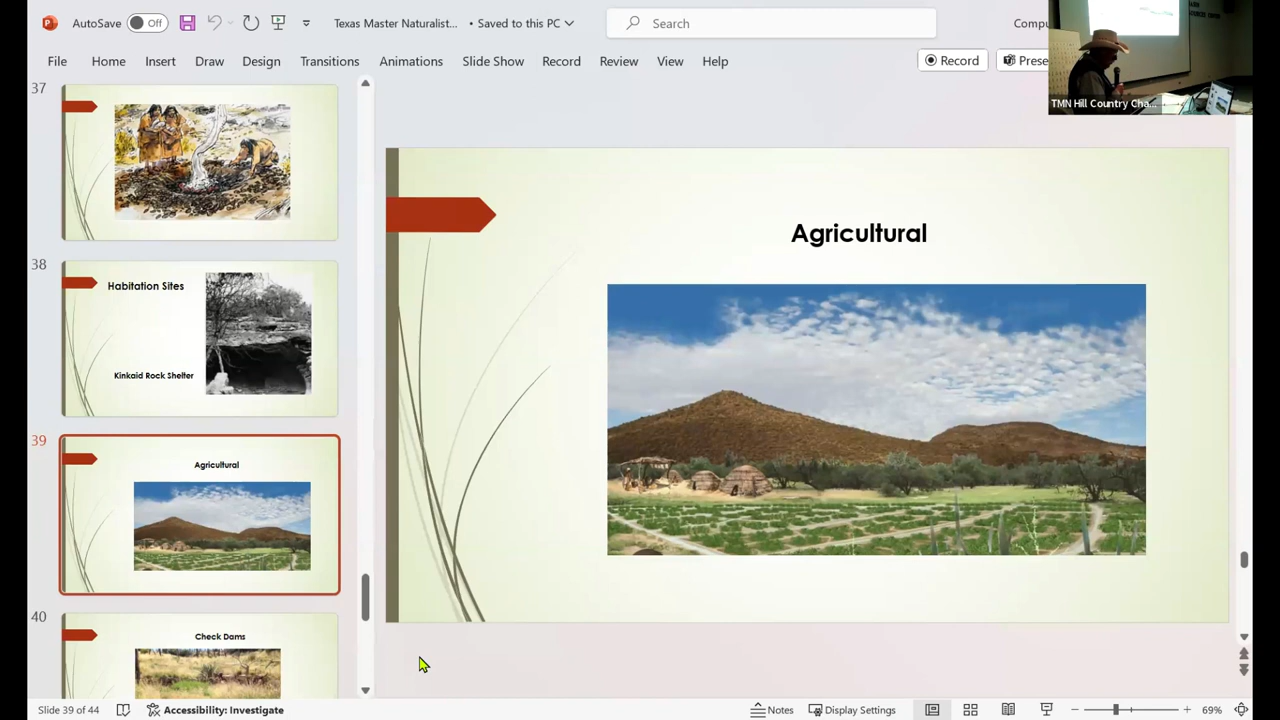 AutoSave Off Texas Master Naturalist... • Saved to this PC Search Compu
File Home Insert Draw Design Transitions Animations Slide Show Record Review View Help Record Prese
TMN Hill Country Cha...
37
38
Habitation Sites
Kinkaid Rock Shelter
39
Agricultural
40
Check Dams
Agricultural
Slide 39 of 44 Accessibility: Investigate Notes Display Settings 69%